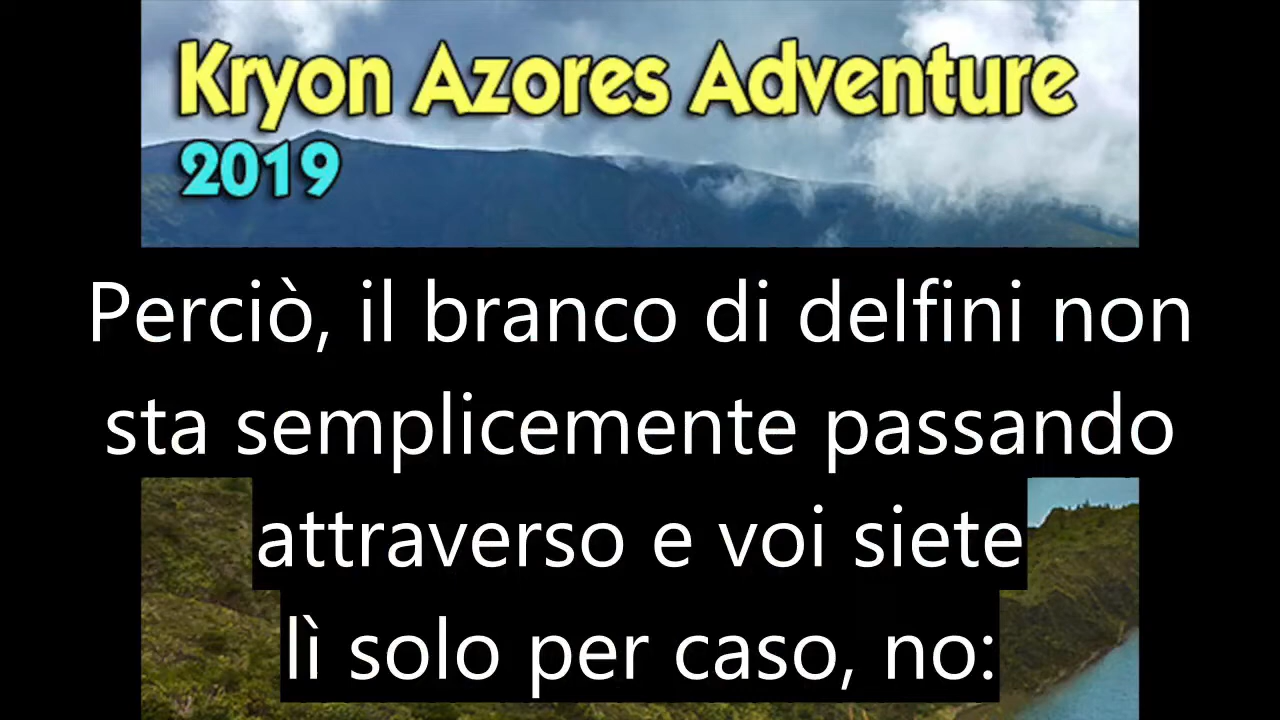 Kryon Azores Adventure
2019
Perciò, il branco di delfini non
sta semplicemente passando
attraverso e voi siete
lì solo per caso, no: